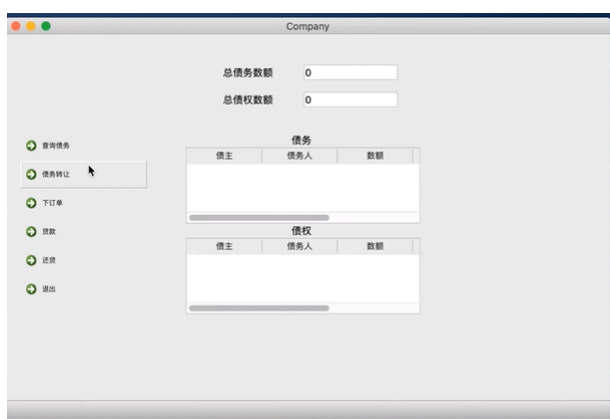 Company
总债务数额 0
总债权数额 0
查询债务
债务转让
下订单
贷款
还贷
退出
债务
债主 债务人 数额
债权
债主 债务人 数额